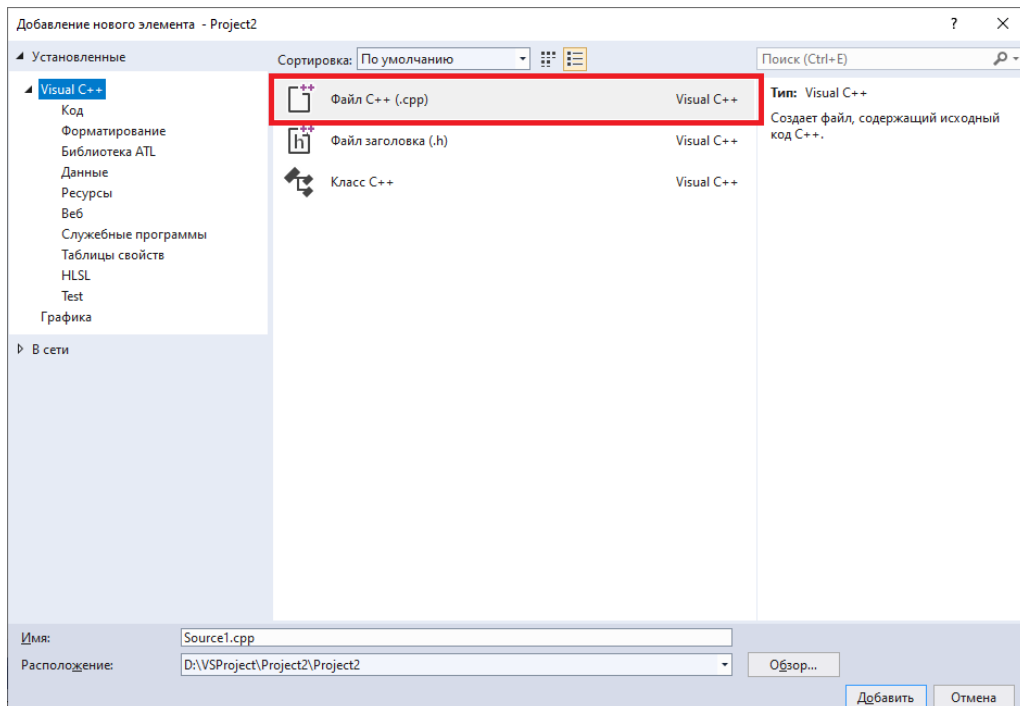 Добавление нового элемента - Project2
? ×
Установленные
Сортировка: По умолчанию
Поиск (Ctrl+E)
Visual C++
Код
Форматирование
Библиотека ATL
Данные
Ресурсы
Веб
Служебные программы
Таблицы свойств
HLSL
Test
Графика
В сети
Файл C++ (.cpp) Visual C++
Файл заголовка (.h) Visual C++
Класс C++ Visual C++
Тип: Visual C++
Создает файл, содержащий исходный
код C++.
Имя: Source1.cpp
Расположение: D:\VSProject\Project2\Project2
Обзор...
Добавить Отмена